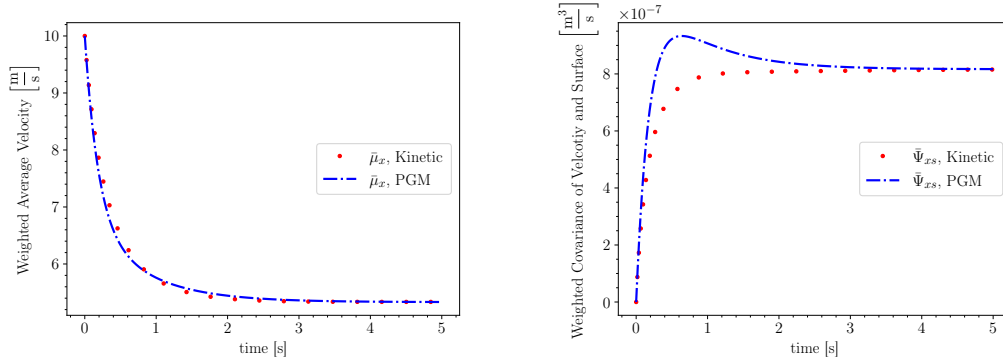 10
9
8
7
6
0
1
2
3
4
5
time [s]
Weighted Average Velocity [m/s]
μ̄ₓ, Kinetic
μ̄ₓ, PGM
×10⁻⁷
8
6
4
2
0
0
1
2
3
4
5
time [s]
Weighted Covariance of Velcotiy and Surface [m³ m/s]
Ψ̄ₓₛ, Kinetic
Ψ̄ₓₛ, PGM